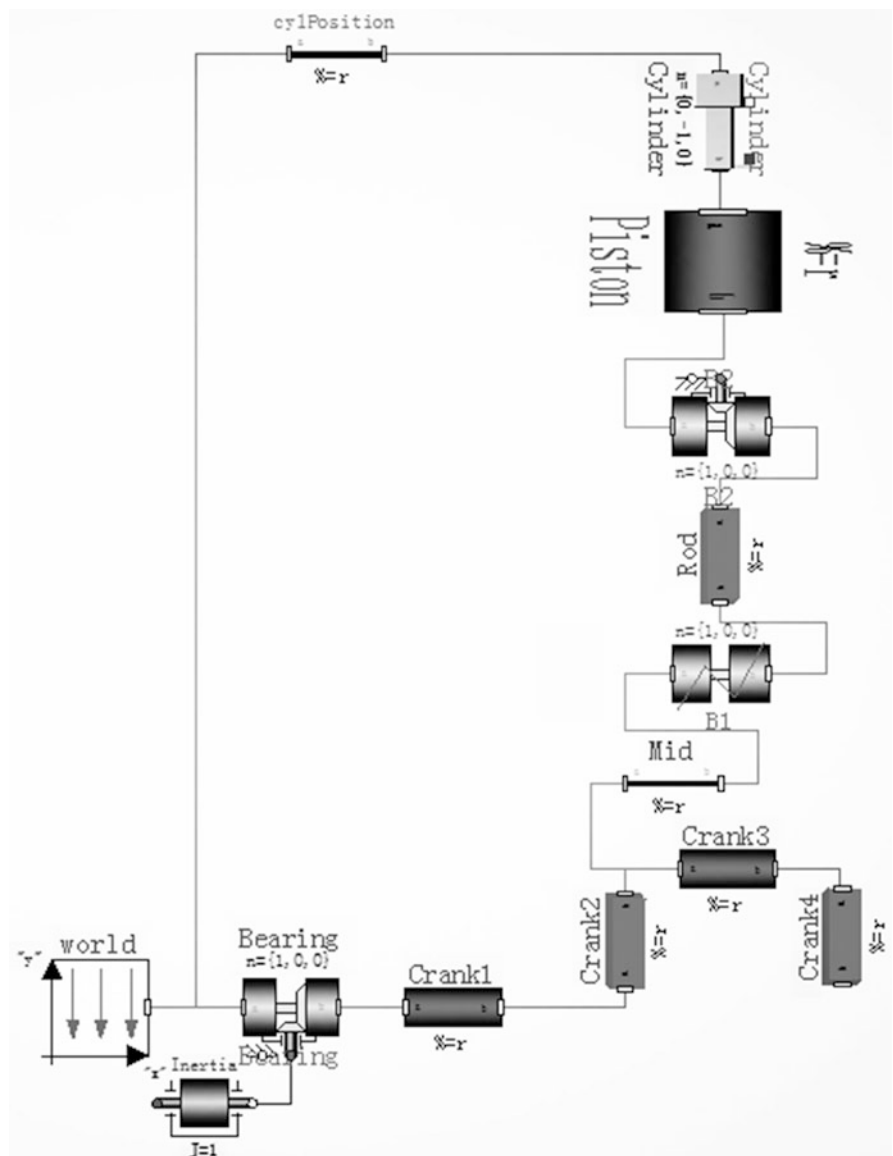 cylPosition
a b
%=r
Cylinder
n={0,-1,0}
Cylinder
Piston
B2
n={1,0,0}
B2
Rod
%=r
n={1,0,0}
B1
Mid
a b
%=r
Crank3
%=r
Crank2
%=r
Crank4
%=r
world
"y"
"x"
Bearing
n={1,0,0}
Bearing
Crank1
%=r
Inertia
J=1